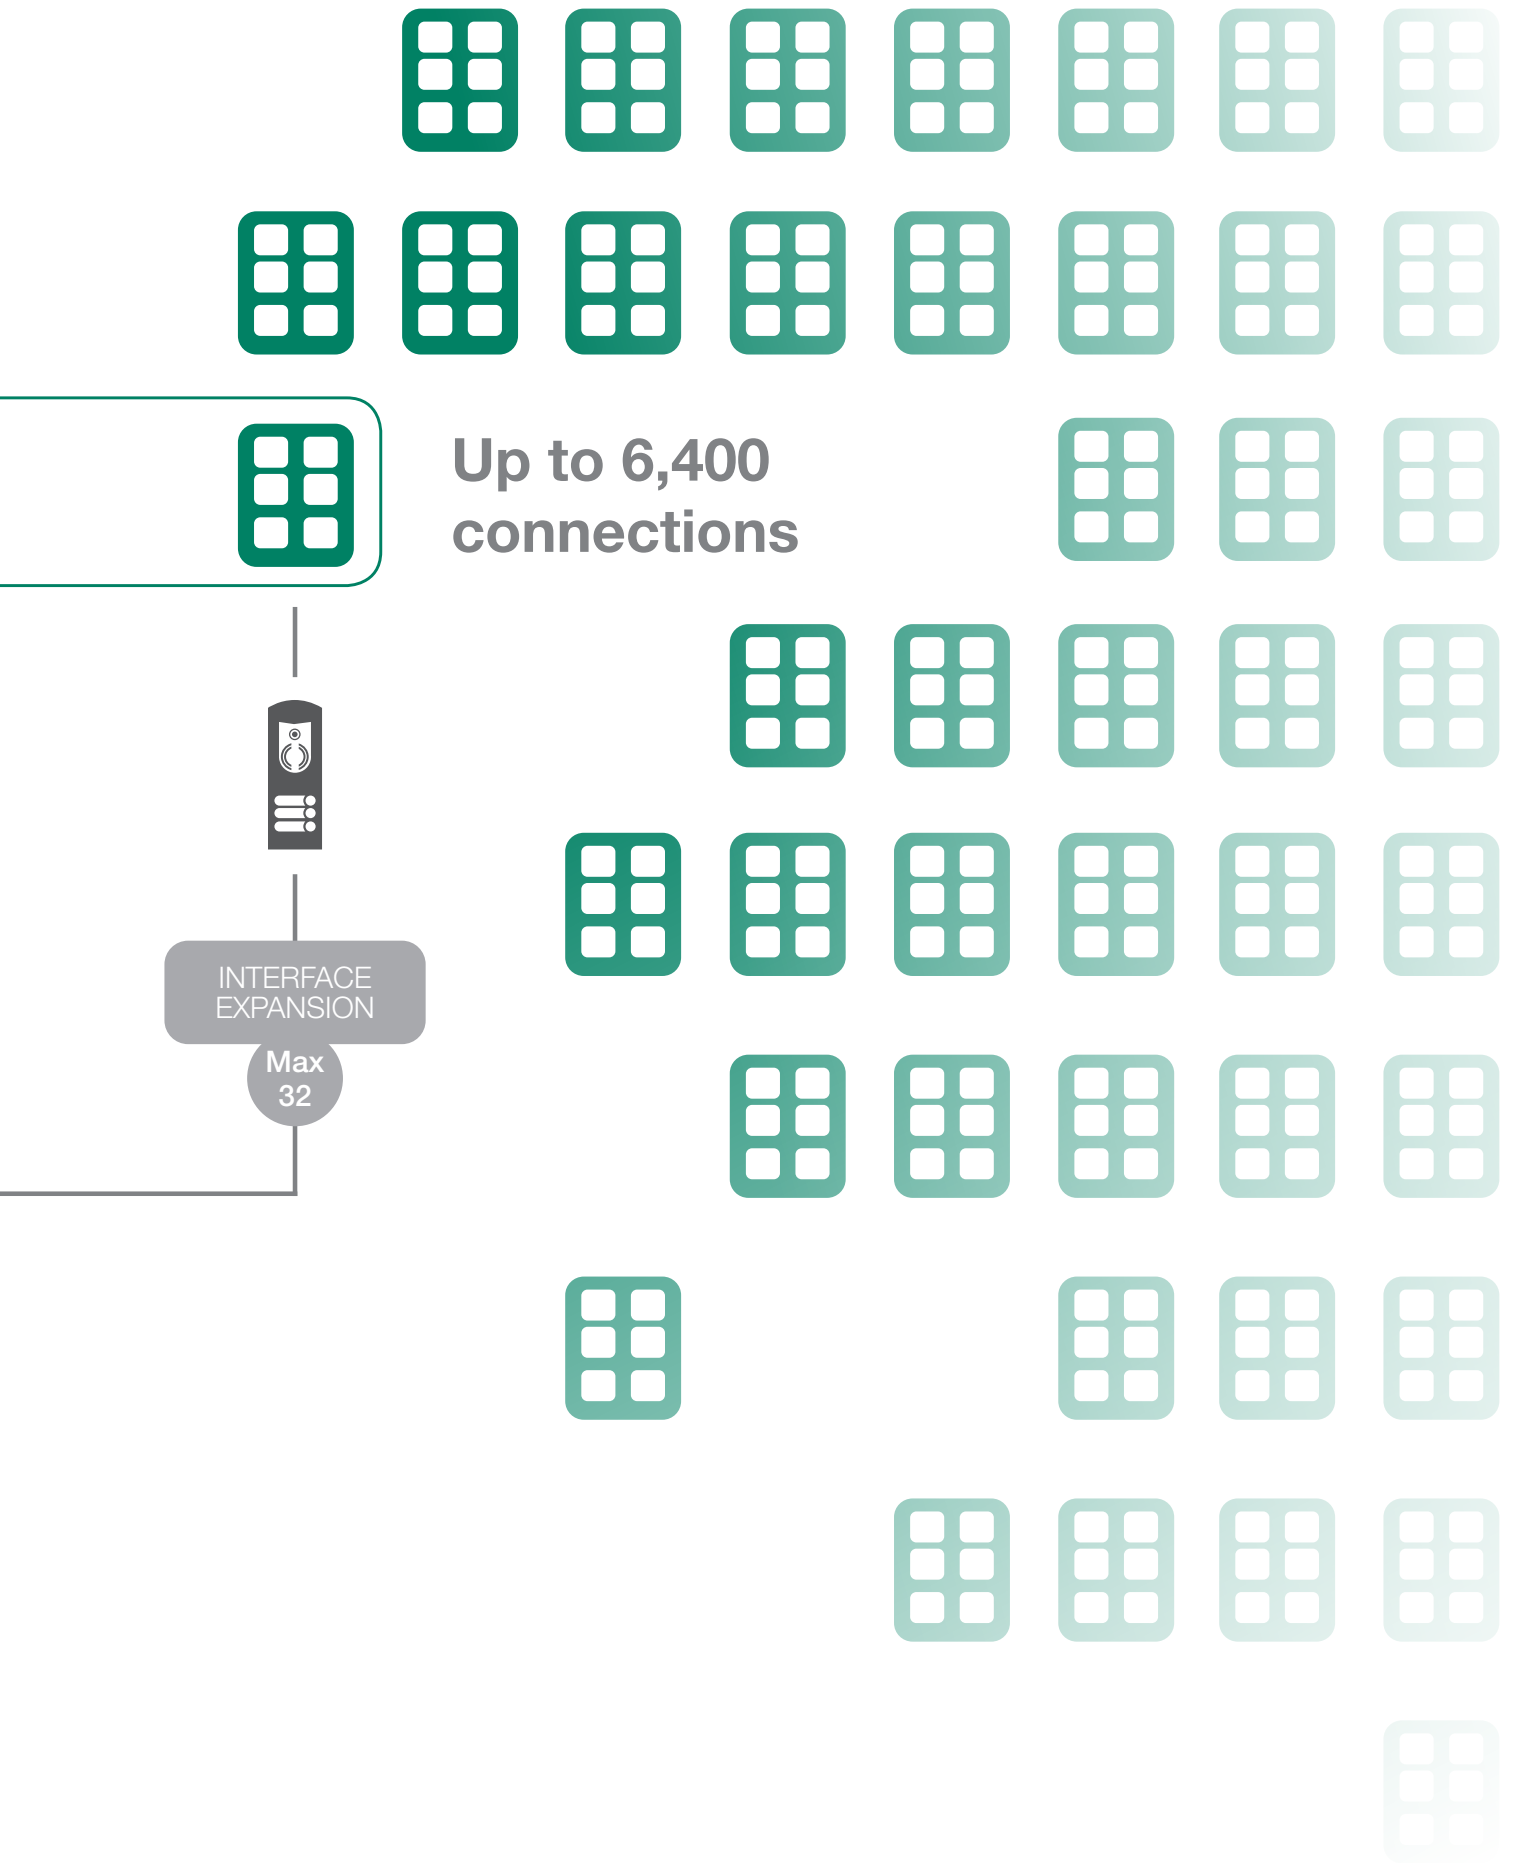 Up to 6,400
connections
INTERFACE
EXPANSION
Max
32